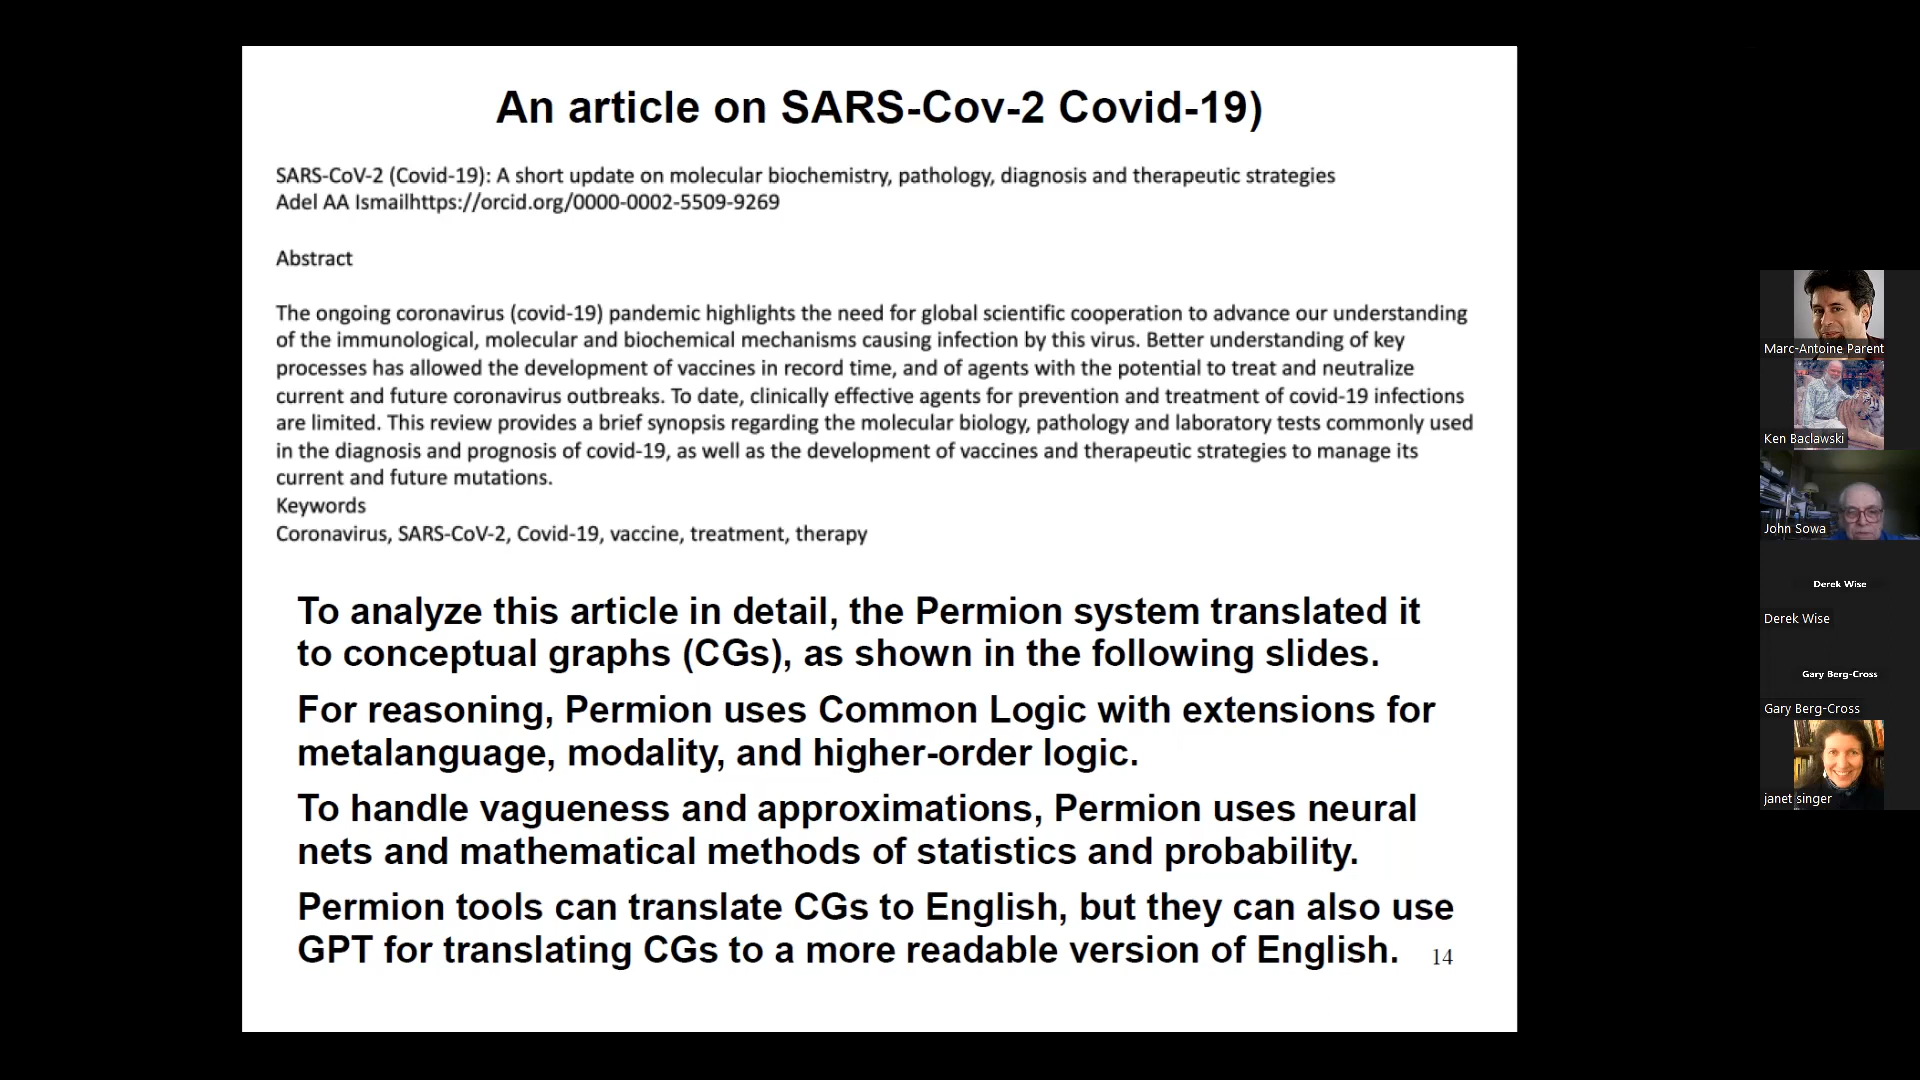 An article on SARS-Cov-2 Covid-19)
SARS-CoV-2 (Covid-19): A short update on molecular biochemistry, pathology, diagnosis and therapeutic strategies
Adel AA Ismailhttps://orcid.org/0000-0002-5509-9269
Abstract
The ongoing coronavirus (covid-19) pandemic highlights the need for global scientific cooperation to advance our understanding
of the immunological, molecular and biochemical mechanisms causing infection by this virus. Better understanding of key
processes has allowed the development of vaccines in record time, and of agents with the potential to treat and neutralize
current and future coronavirus outbreaks. To date, clinically effective agents for prevention and treatment of covid-19 infections
are limited. This review provides a brief synopsis regarding the molecular biology, pathology and laboratory tests commonly used
in the diagnosis and prognosis of covid-19, as well as the development of vaccines and therapeutic strategies to manage its
current and future mutations.
Keywords
Coronavirus, SARS-CoV-2, Covid-19, vaccine, treatment, therapy
To analyze this article in detail, the Permion system translated it
to conceptual graphs (CGs), as shown in the following slides.
For reasoning, Permion uses Common Logic with extensions for
metalanguage, modality, and higher-order logic.
To handle vagueness and approximations, Permion uses neural
nets and mathematical methods of statistics and probability.
Permion tools can translate CGs to English, but they can also use
GPT for translating CGs to a more readable version of English.
14
Marc-Antoine Parent
Ken Baclawski
John Sowa
Derek Wise
Derek Wise
Gary Berg-Cross
Gary Berg-Cross
janet singer